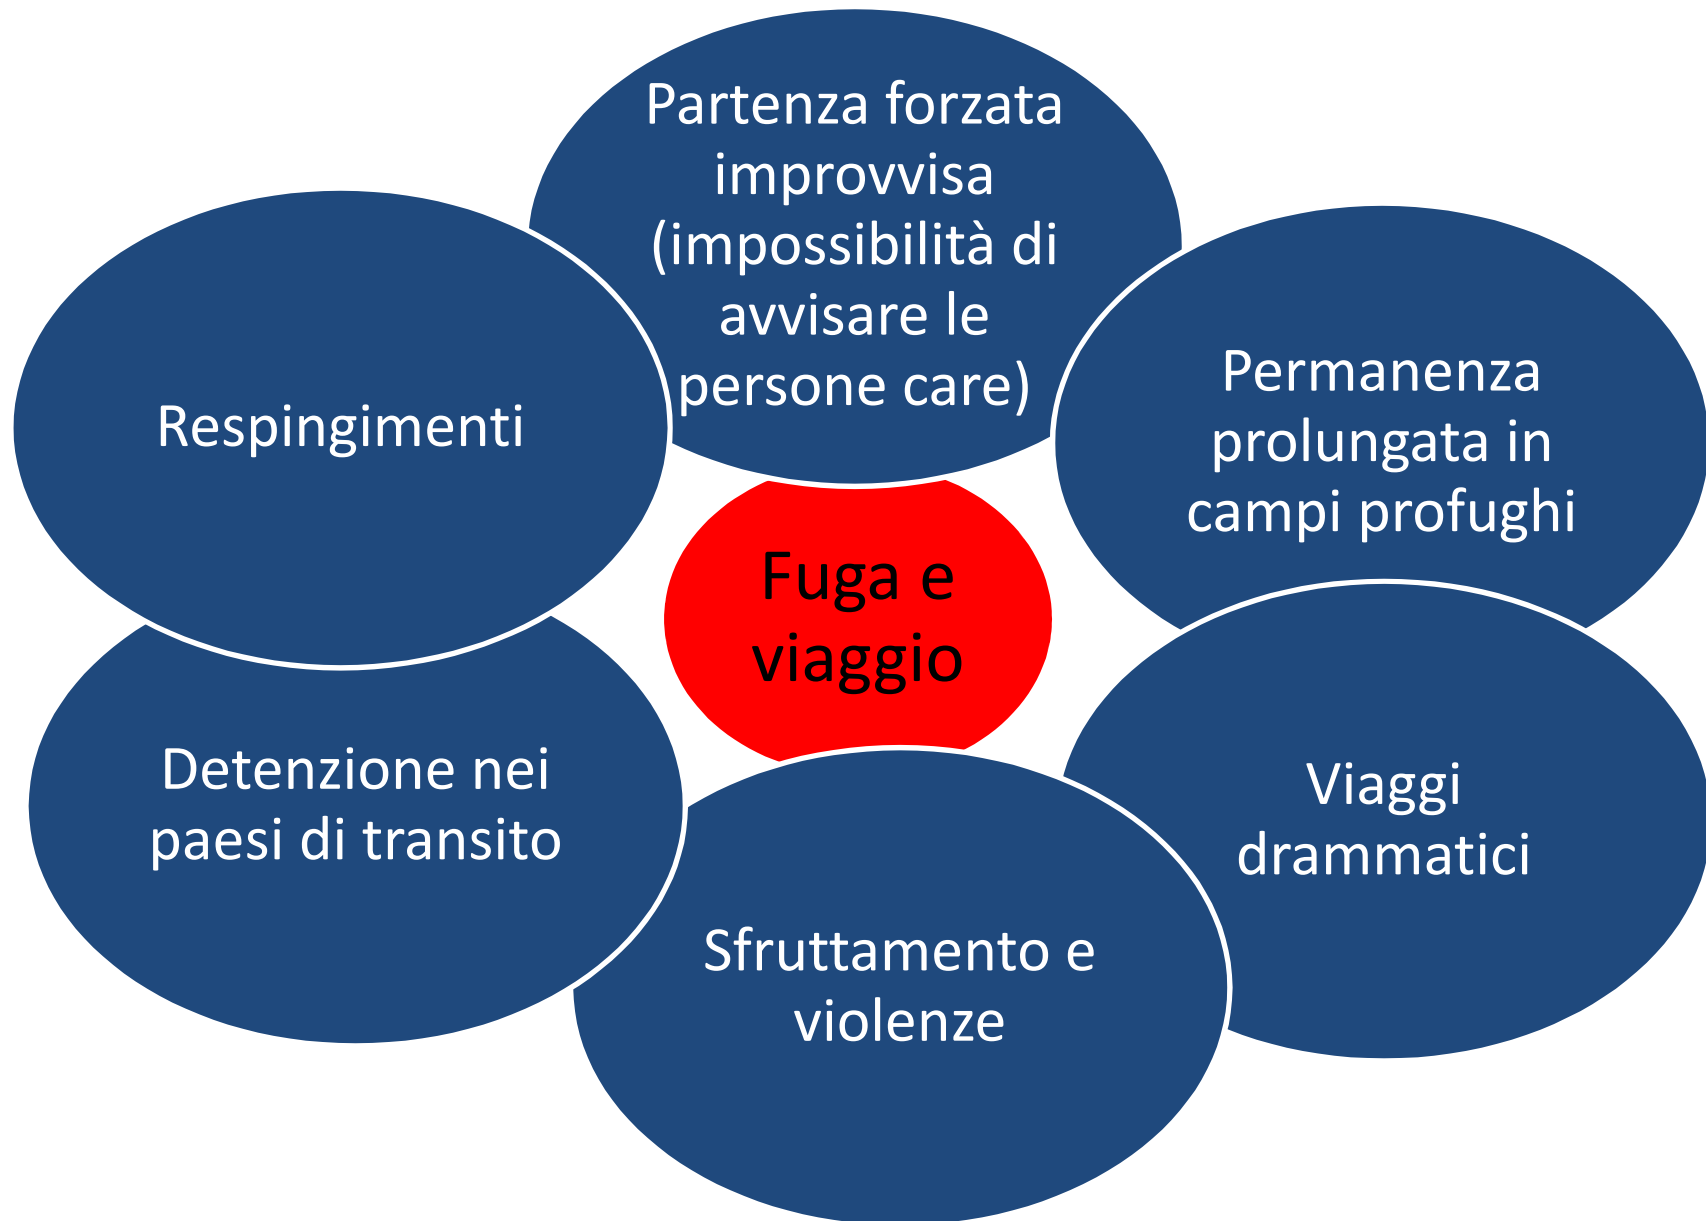 Partenza forzata
improvvisa
(impossibilità di
avvisare le
persone care)
Permanenza
prolungata in
campi profughi
Viaggi
drammatici
Sfruttamento e
violenze
Detenzione nei
paesi di transito
Respingimenti
Fuga e
viaggio